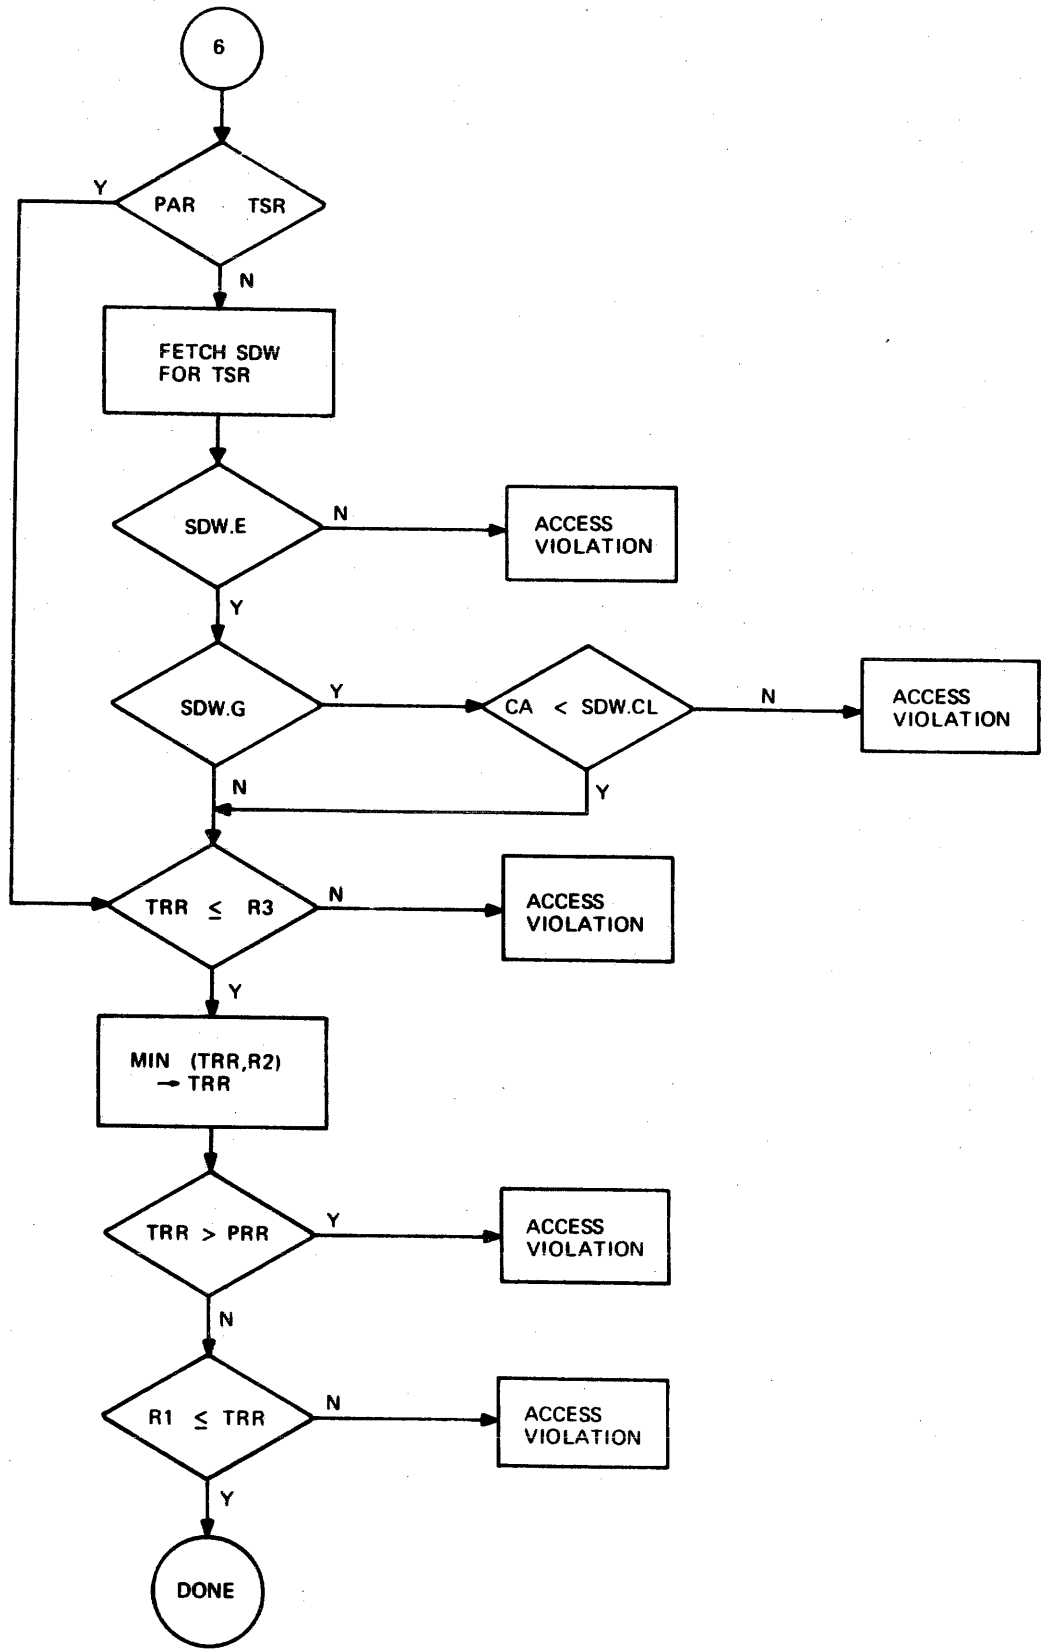 6
PAR TSR
Y
N
FETCH SDW
FOR TSR
SDW.E
N
ACCESS
VIOLATION
Y
SDW.G
Y
CA < SDW.CL
N
ACCESS
VIOLATION
N
Y
TRR ≤ R3
N
ACCESS
VIOLATION
Y
MIN (TRR,R2)
→ TRR
TRR > PRR
Y
ACCESS
VIOLATION
N
R1 ≤ TRR
N
ACCESS
VIOLATION
Y
DONE